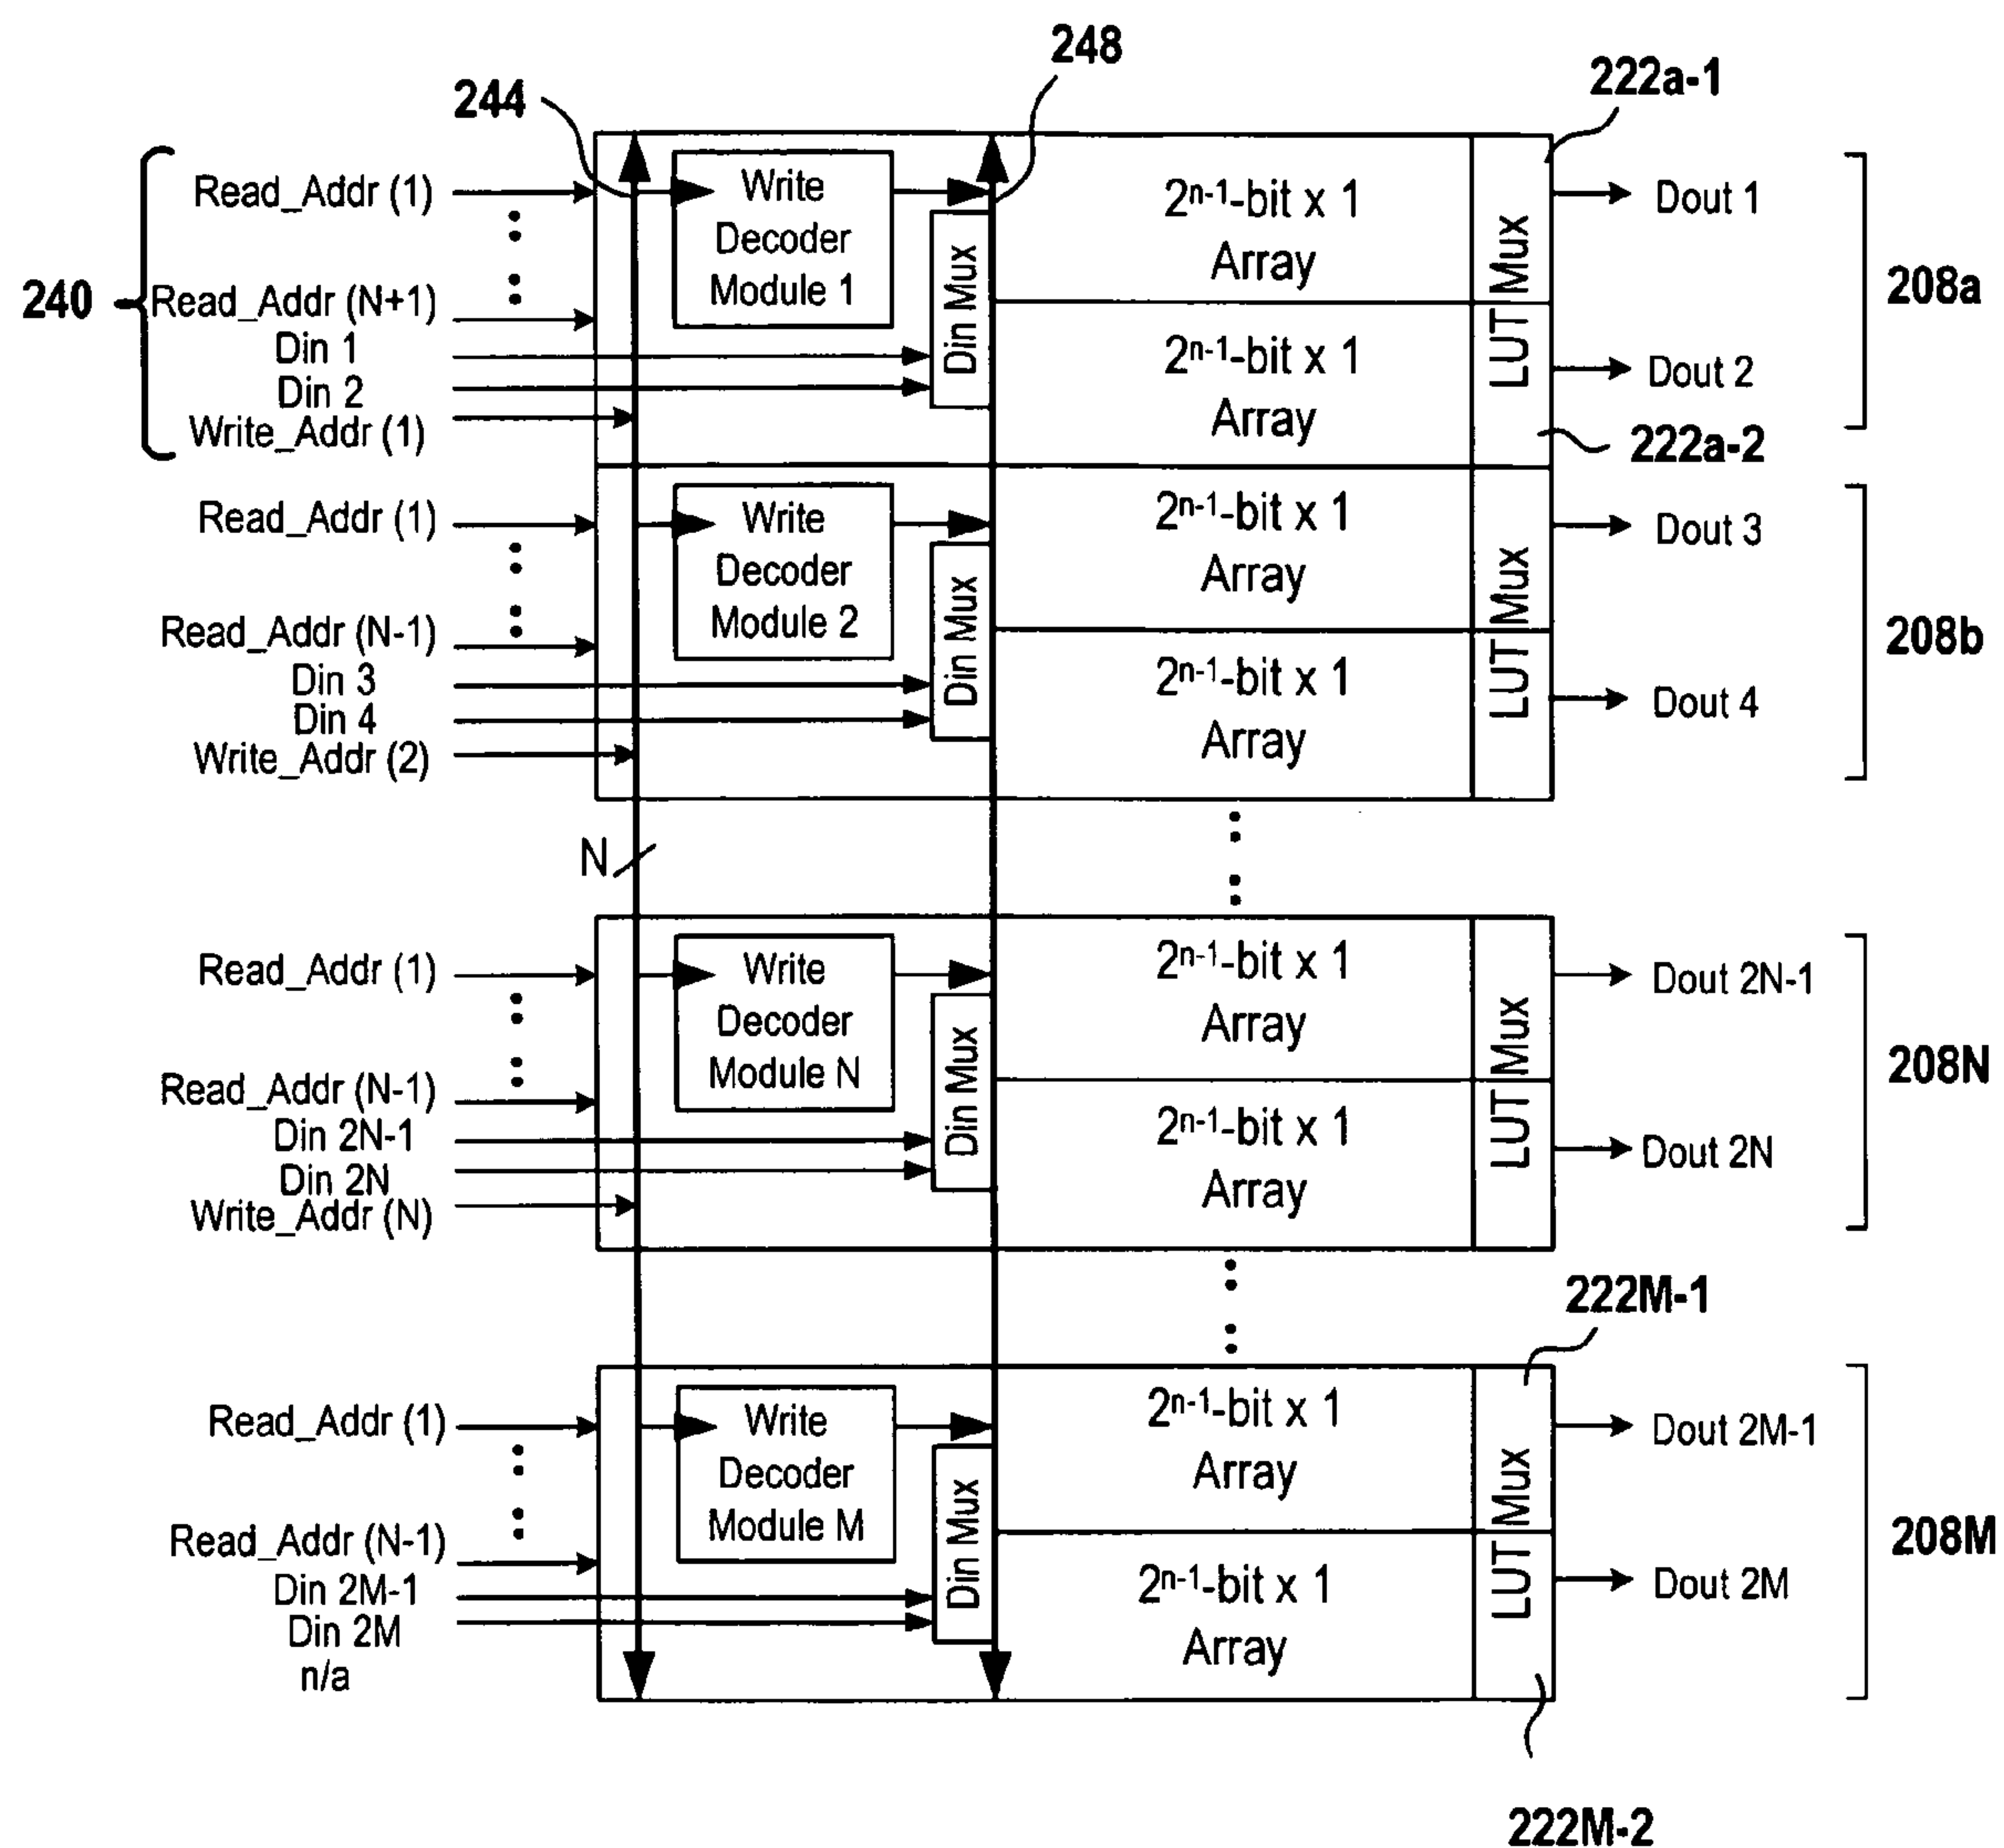 248
244
222a-1
240
Read_Addr (1)
Read_Addr (N+1)
Din 1
Din 2
Write_Addr (1)
Write
Decoder
Module 1
Din Mux
2ⁿ⁻¹-bit x 1
Array
2ⁿ⁻¹-bit x 1
Array
LUT Mux
Dout 1
Dout 2
208a
222a-2
Read_Addr (1)
Read_Addr (N-1)
Din 3
Din 4
Write_Addr (2)
Write
Decoder
Module 2
Din Mux
2ⁿ⁻¹-bit x 1
Array
2ⁿ⁻¹-bit x 1
Array
LUT Mux
Dout 3
Dout 4
208b
N
Read_Addr (1)
Read_Addr (N-1)
Din 2N-1
Din 2N
Write_Addr (N)
Write
Decoder
Module N
Din Mux
2ⁿ⁻¹-bit x 1
Array
2ⁿ⁻¹-bit x 1
Array
LUT Mux
Dout 2N-1
Dout 2N
208N
222M-1
Read_Addr (1)
Read_Addr (N-1)
Din 2M-1
Din 2M
n/a
Write
Decoder
Module M
Din Mux
2ⁿ⁻¹-bit x 1
Array
2ⁿ⁻¹-bit x 1
Array
LUT Mux
Dout 2M-1
Dout 2M
208M
222M-2